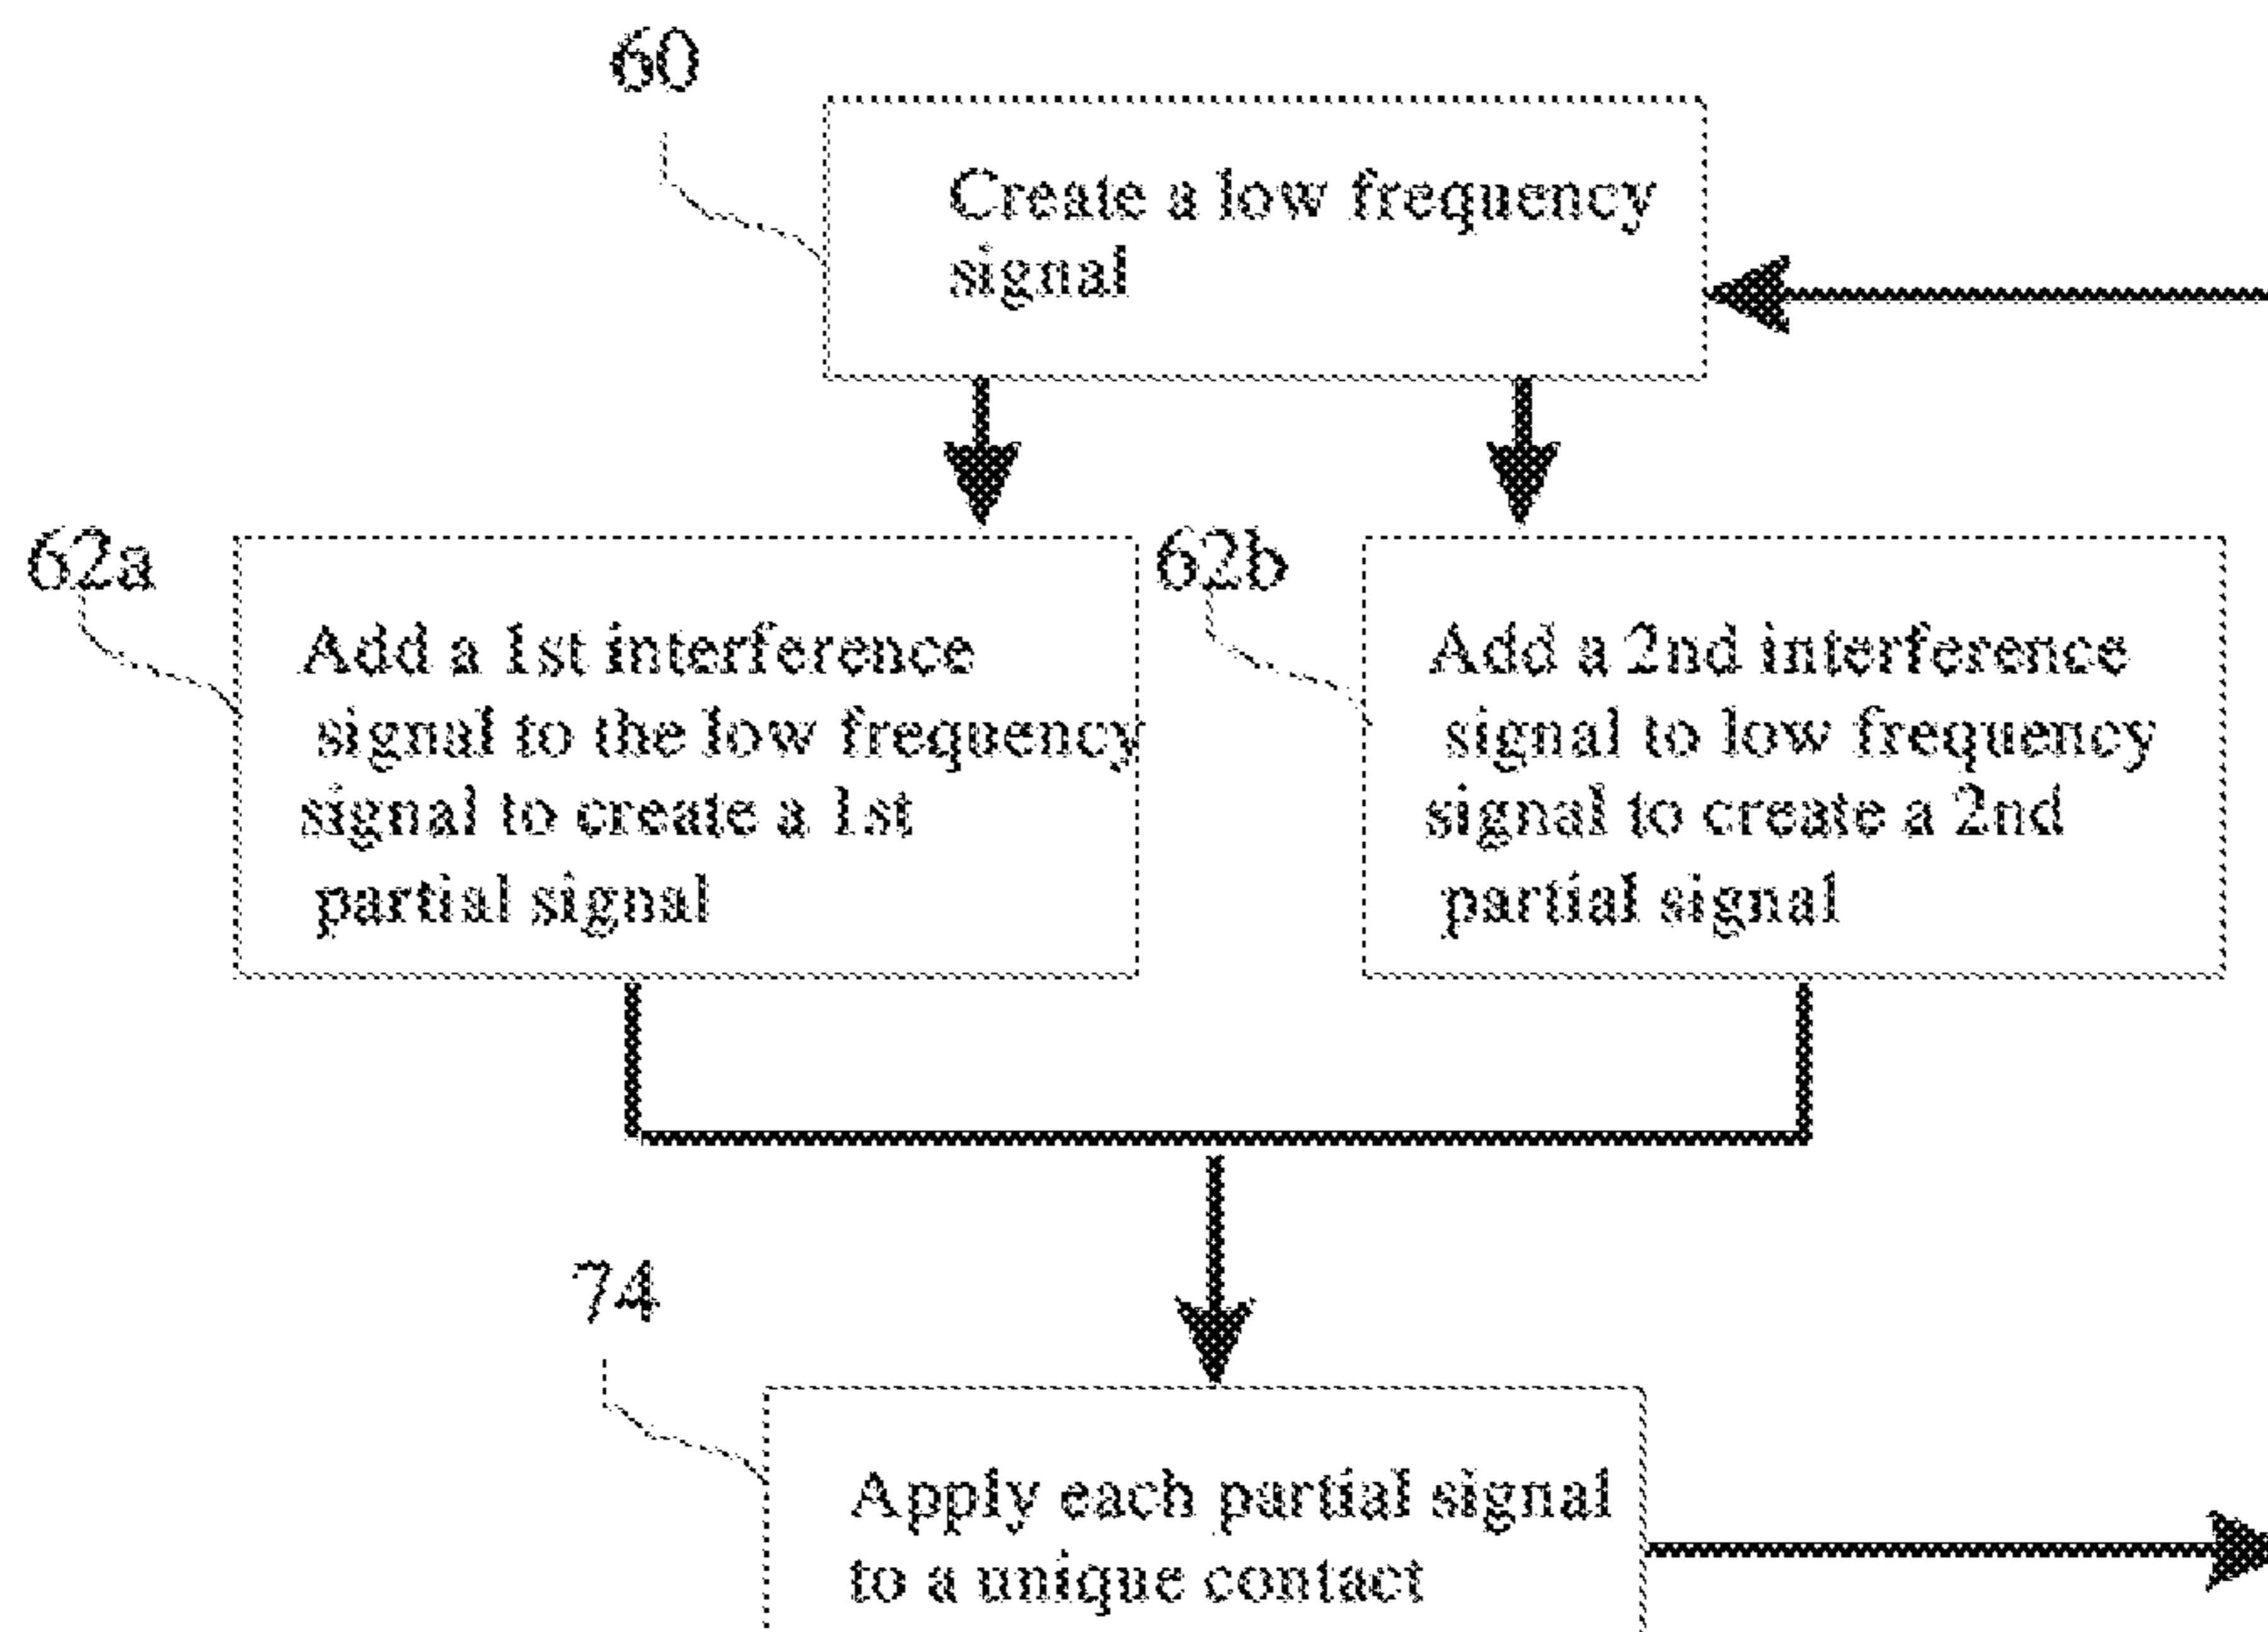 60
Create a low frequency
signal
62a
Add a 1st interference
signal to the low frequency
signal to create a 1st
partial signal
62b
Add a 2nd interference
signal to low frequency
signal to create a 2nd
partial signal
74
Apply each partial signal
to a unique contact